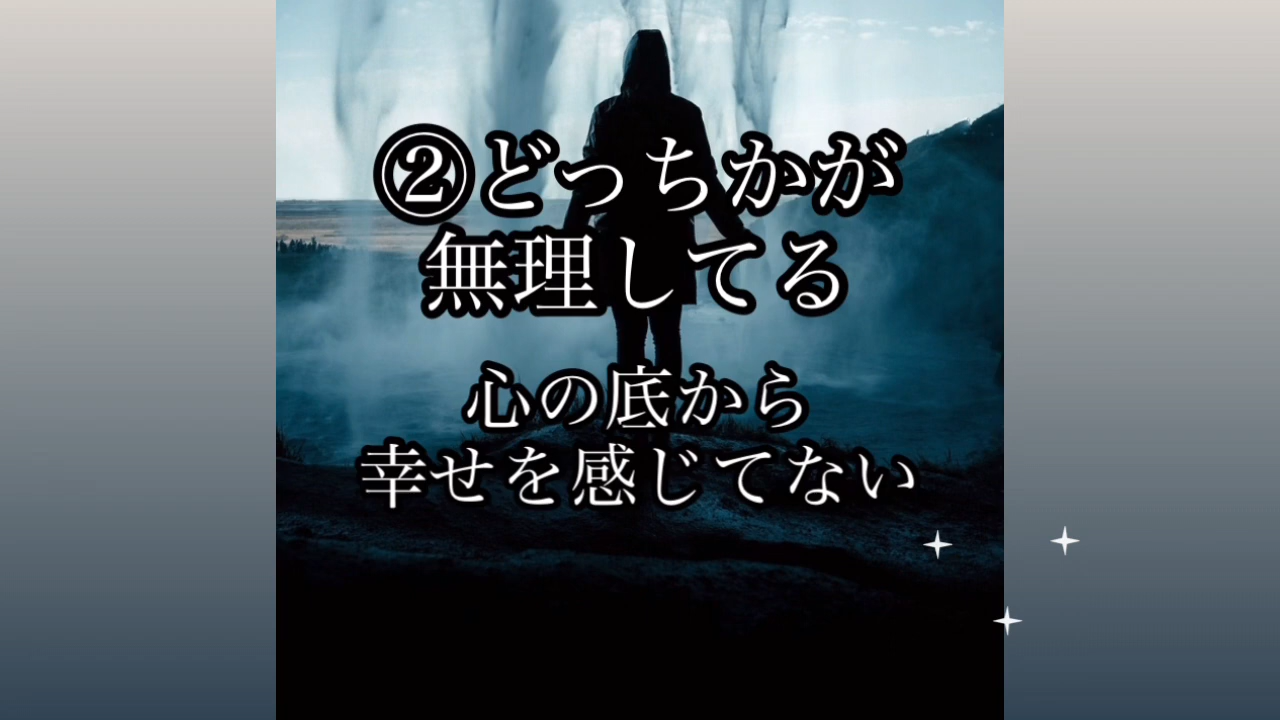 ②どっちかが
無理してる
心の底から
幸せを感じてない